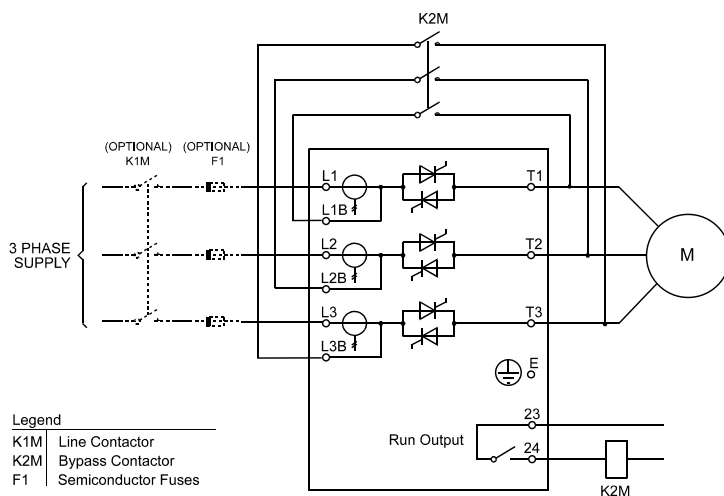 K2M
(OPTIONAL)
K1M
(OPTIONAL)
F1
L1
T1
L1B
3 PHASE
SUPPLY
L2
T2
M
L2B
L3
T3
L3B
E
23
Run Output
24
K2M
Legend
K1M Line Contactor
K2M Bypass Contactor
F1 Semiconductor Fuses